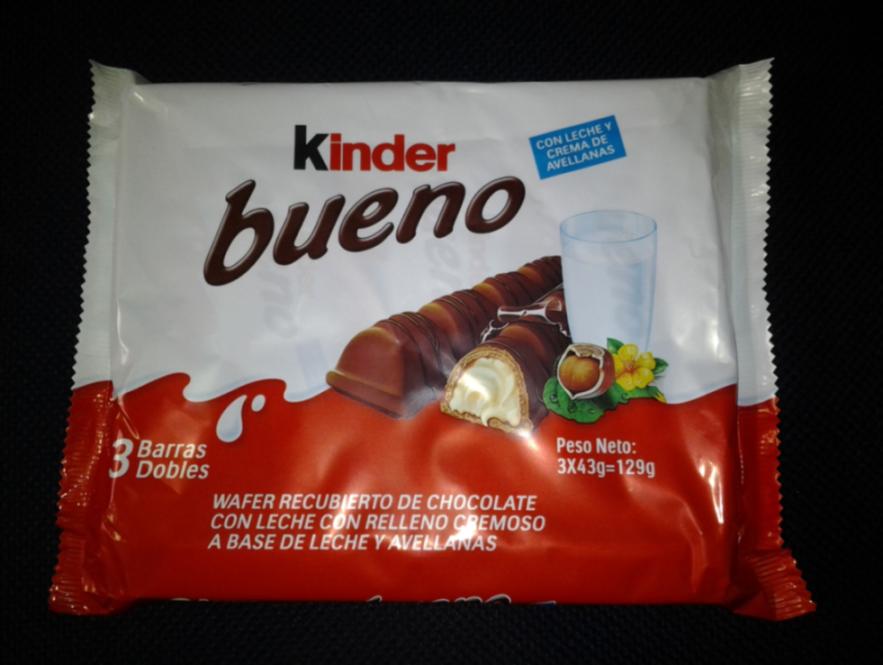 kinder
bueno
CON LECHE Y
CREMA DE
AVELLANAS
3 Barras
Dobles
Peso Neto:
3X43g=129g
WAFER RECUBIERTO DE CHOCOLATE
CON LECHE CON RELLENO CREMOSO
A BASE DE LECHE Y AVELLANAS